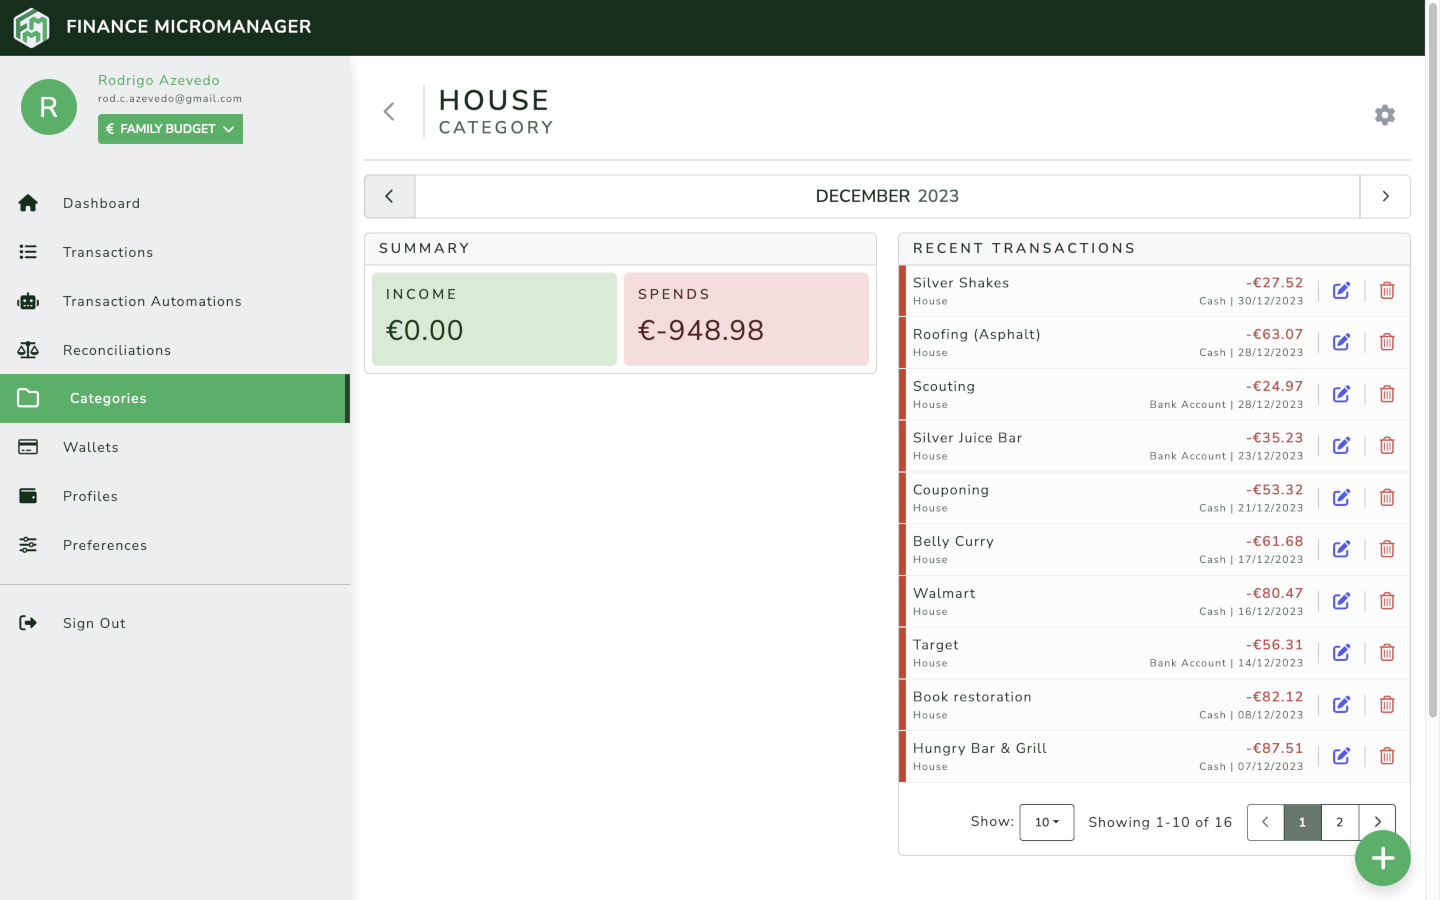 FINANCE MICROMANAGER
R
Rodrigo Azevedo
rod.c.azevedo@gmail.com
€ FAMILY BUDGET
Dashboard
Transactions
Transaction Automations
Reconciliations
Categories
Wallets
Profiles
Preferences
Sign Out
HOUSE
CATEGORY
DECEMBER 2023
SUMMARY
INCOME
€0.00
SPENDS
€-948.98
RECENT TRANSACTIONS
Silver Shakes -€27.52
House Cash | 30/12/2023
Roofing (Asphalt) -€63.07
House Cash | 28/12/2023
Scouting -€24.97
House Bank Account | 28/12/2023
Silver Juice Bar -€35.23
House Bank Account | 23/12/2023
Couponing -€53.32
House Cash | 21/12/2023
Belly Curry -€61.68
House Cash | 17/12/2023
Walmart -€80.47
House Cash | 16/12/2023
Target -€56.31
House Bank Account | 14/12/2023
Book restoration -€82.12
House Cash | 08/12/2023
Hungry Bar & Grill -€87.51
House Cash | 07/12/2023
Show: 10 Showing 1-10 of 16 1 2